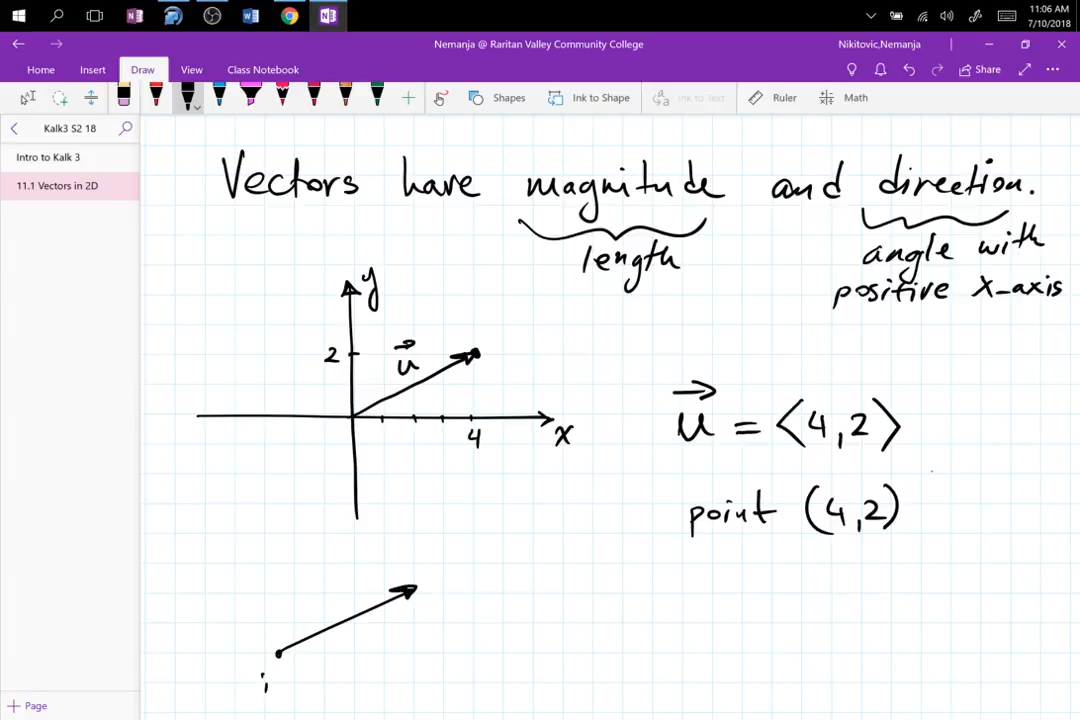 11:06 AM
7/10/2018
Nemanja @ Raritan Valley Community College
Nikitovic,Nemanja
Home Insert Draw View Class Notebook
Share
Shapes Ink to Shape Ink to Text Ruler Math
Kalk3 S2 18
Intro to Kalk 3
11.1 Vectors in 2D
Page
Vectors have magnitude and direction.
length
angle with
positive x-axis
y
2
u
4
x
u = ⟨4,2⟩
point (4,2)
i